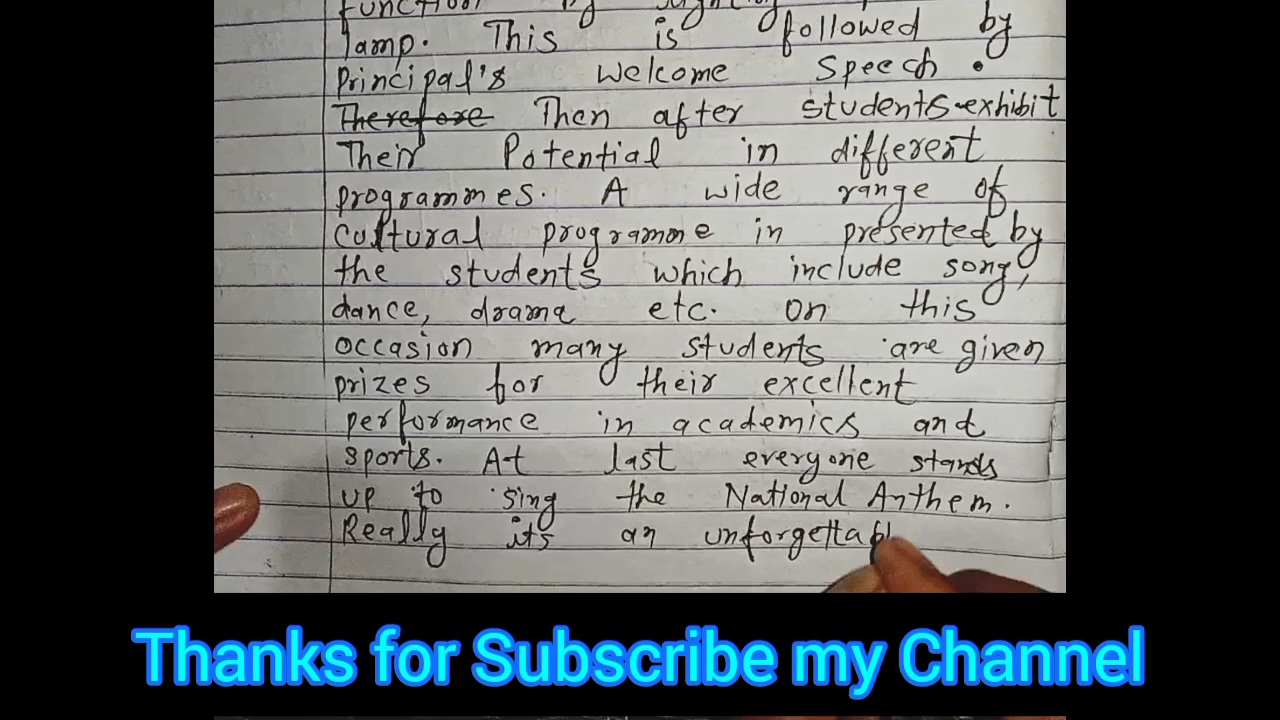 function by
lamp. This is followed by
Principal's welcome Speech.
Therefore Then after students exhibit
Their Potential in different
programmes. A wide range of
cultural programme in presented by
the students which include song,
dance, drama etc. on this
occasion many students are given
prizes for their excellent
performance in academics and
sports. At last everyone stands
up to sing the National Anthem.
Really its an unforgettabl
Thanks for Subscribe my Channel